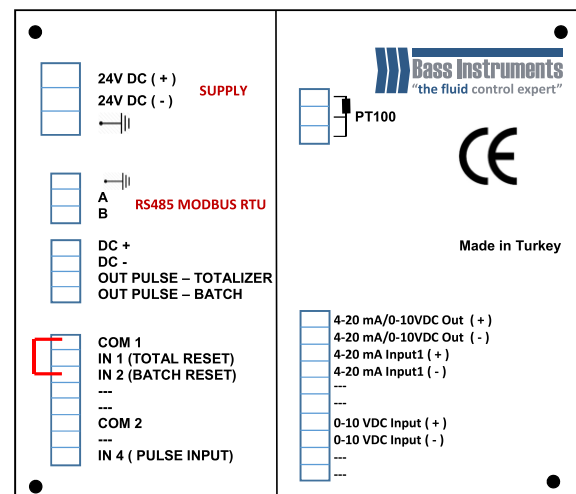 24V DC ( + )
24V DC ( - )
SUPPLY
A
B
RS485 MODBUS RTU
DC +
DC -
OUT PULSE – TOTALIZER
OUT PULSE – BATCH
COM 1
IN 1 (TOTAL RESET)
IN 2 (BATCH RESET)
---
---
COM 2
---
IN 4 ( PULSE INPUT)
Bass Instruments
“the fluid control expert”
PT100
CE
Made in Turkey
4-20 mA/0-10VDC Out ( + )
4-20 mA/0-10VDC Out ( - )
4-20 mA Input1 ( + )
4-20 mA Input1 ( - )
---
---
0-10 VDC Input ( + )
0-10 VDC Input ( - )
---
---